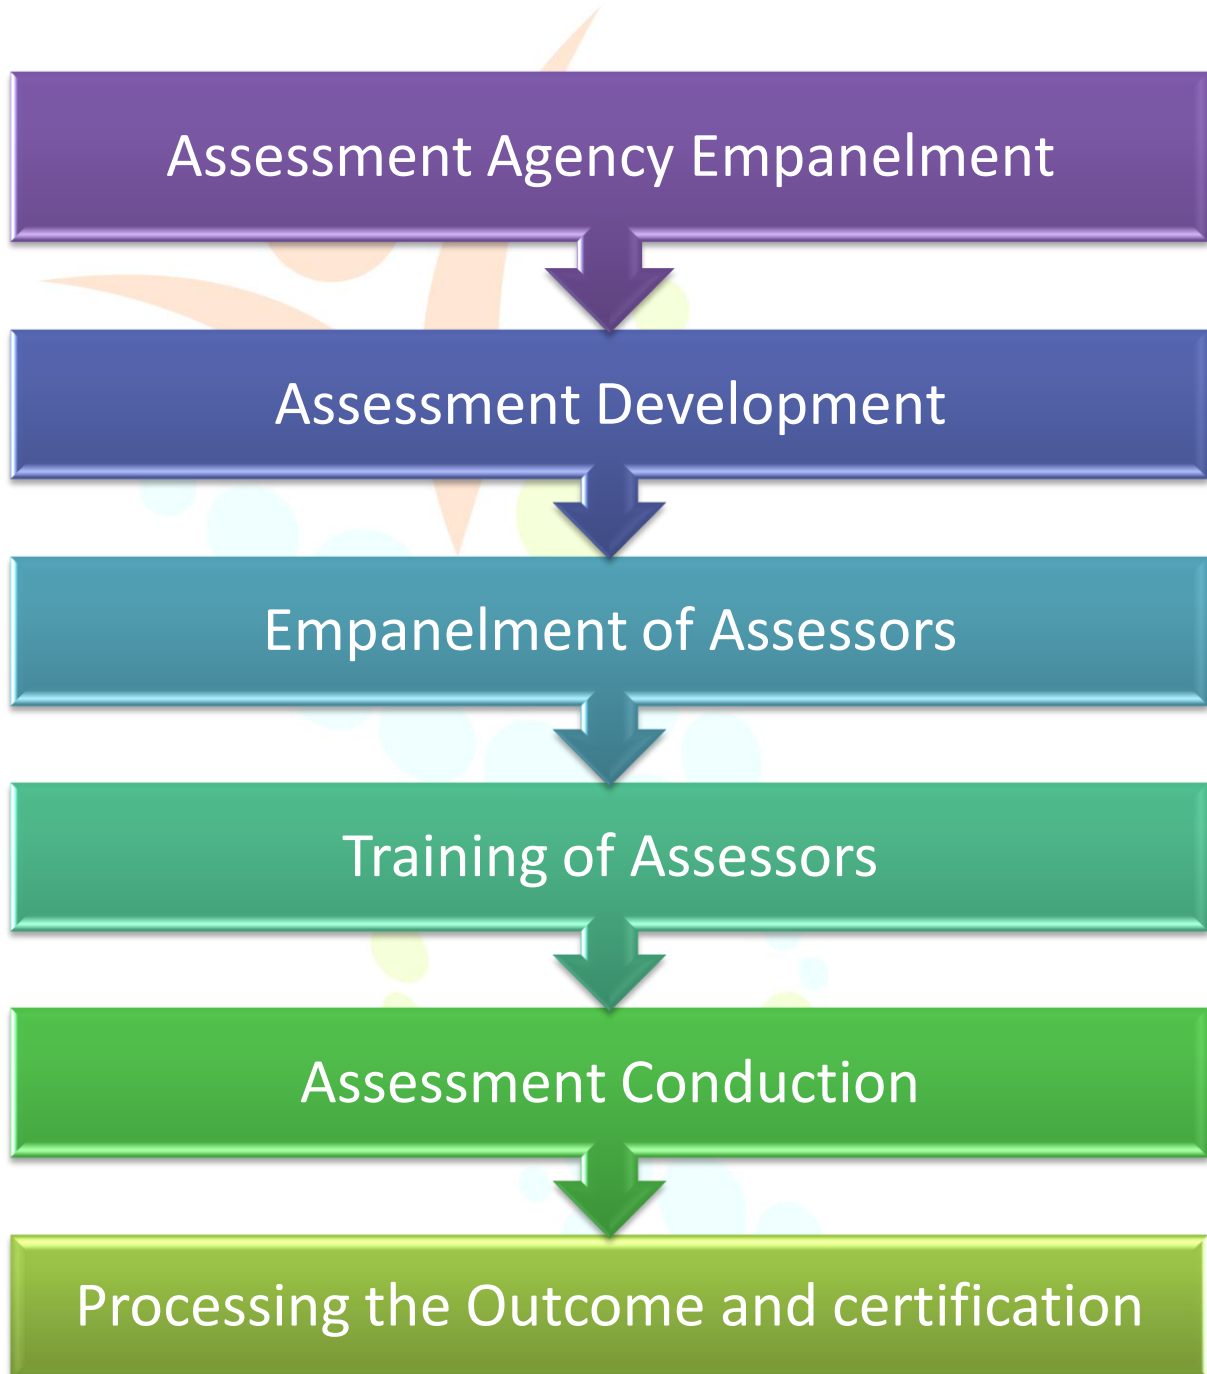 Assessment Agency Empanelment
Assessment Development
Empanelment of Assessors
Training of Assessors
Assessment Conduction
Processing the Outcome and certification